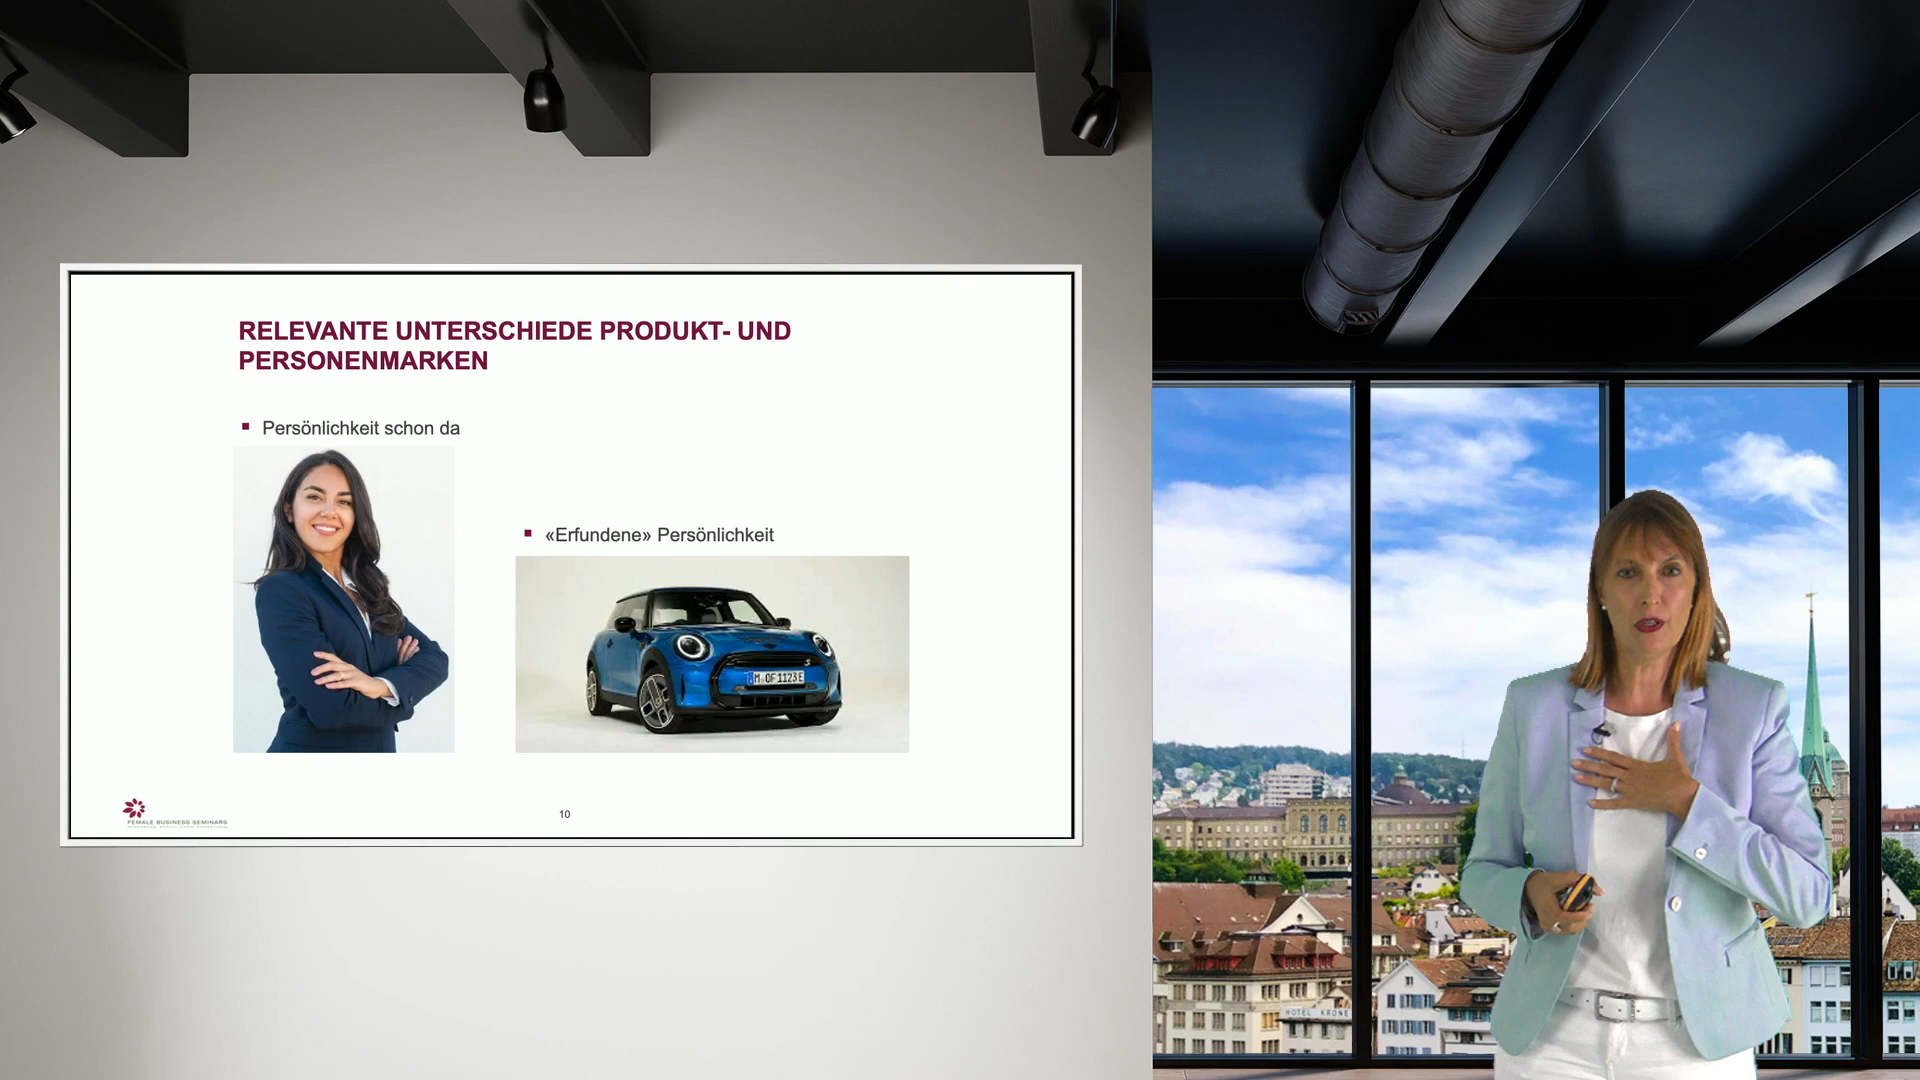 RELEVANTE UNTERSCHIEDE PRODUKT- UND
PERSONENMARKEN
▪ Persönlichkeit schon da
▪ «Erfundene» Persönlichkeit
M·OF 1123E
FEMALE BUSINESS SEMINARS
10
HOTEL KRONE